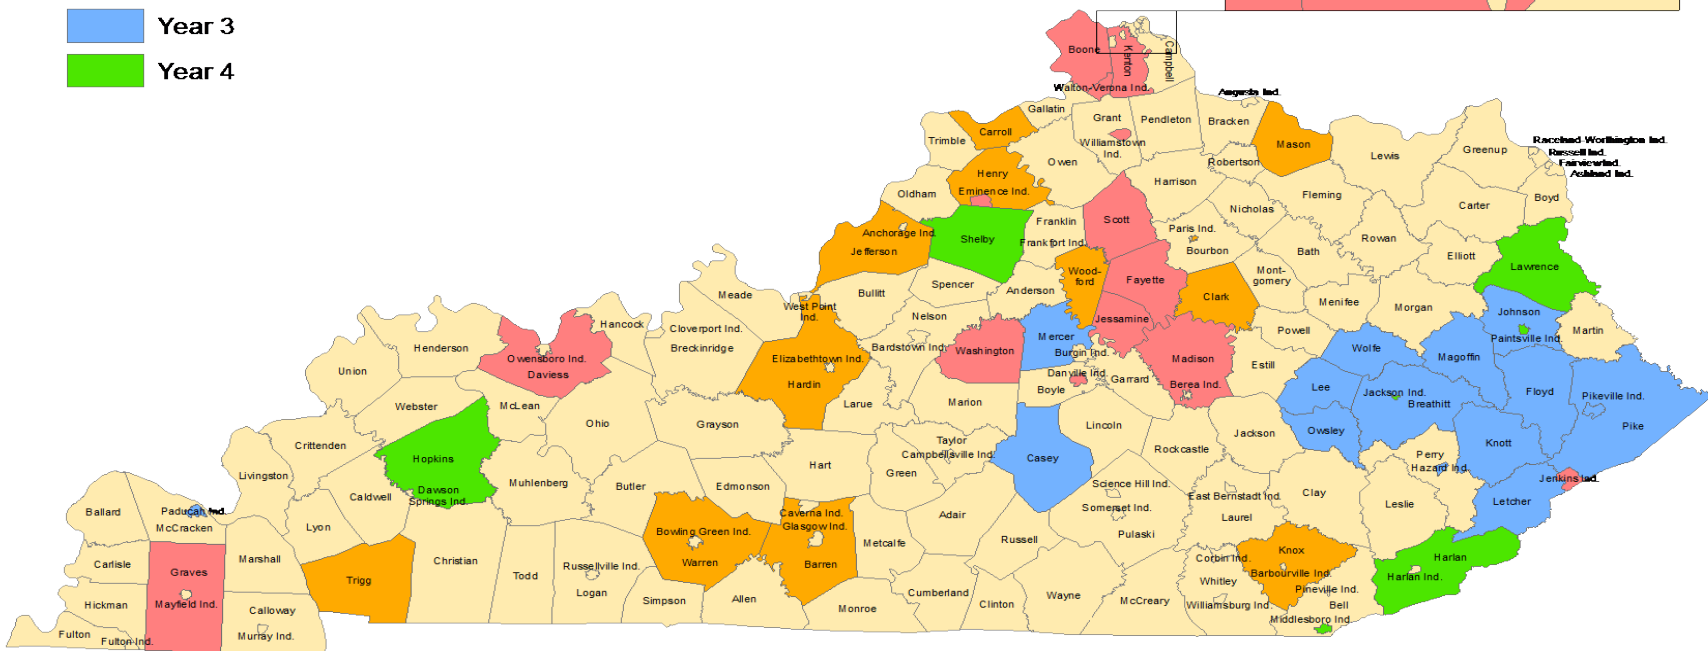 Year 3
Year 4
Boone
Kenton
Campbell
Walton-Verona Ind.
Gallatin
Grant
Pendleton
Bracken
Augusta Ind.
Mason
Carroll
Trimble
Williamstown
Ind.
Owen
Robertson
Lewis
Greenup
Raceland-Worthington Ind.
Russell Ind.
Fairview Ind.
Ashland Ind.
Henry
Eminence Ind.
Harrison
Oldham
Nicholas
Fleming
Carter
Boyd
Scott
Franklin
Frankfort Ind.
Shelby
Anchorage Ind.
Jefferson
Paris Ind.
Bourbon
Bath
Rowan
Elliott
Lawrence
Wood-
ford
Fayette
Clark
Mont-
gomery
Menifee
Morgan
Meade
West Point
Ind.
Bullitt
Spencer
Anderson
Nelson
Johnson
Paintsville Ind.
Martin
Hancock
Cloverport Ind.
Breckinridge
Bardstown Ind.
Washington
Mercer
Burgin Ind.
Jessamine
Madison
Berea Ind.
Powell
Estill
Wolfe
Magoffin
Henderson
Owensboro Ind.
Daviess
Union
Elizabethtown Ind.
Hardin
Larue
Marion
Danville Ind.
Boyle
Garrard
Lee
Jackson Ind.
Breathitt
Floyd
Pikeville Ind.
Pike
Webster
McLean
Ohio
Grayson
Owsley
Knott
Crittenden
Hopkins
Dawson
Springs Ind.
Taylor
Campbellsville Ind.
Green
Casey
Lincoln
Rockcastle
Jackson
Perry
Hazard Ind.
Jenkins Ind.
Letcher
Livingston
Caldwell
Muhlenberg
Butler
Edmonson
Hart
Science Hill Ind.
Somerset Ind.
Pulaski
East Bernstadt Ind.
Laurel
Clay
Leslie
Ballard
Paducah Ind.
McCracken
Lyon
Bowling Green Ind.
Warren
Caverna Ind.
Glasgow Ind.
Barren
Metcalfe
Adair
Russell
Carlisle
Graves
Mayfield Ind.
Marshall
Trigg
Christian
Todd
Russellville Ind.
Logan
Simpson
Allen
Monroe
Cumberland
Clinton
Wayne
McCreary
Corbin Ind.
Whitley
Williamsburg Ind.
Knox
Barbourville Ind.
Pineville Ind.
Bell
Middlesboro Ind.
Harlan
Harlan Ind.
Hickman
Calloway
Murray Ind.
Fulton
Fulton Ind.